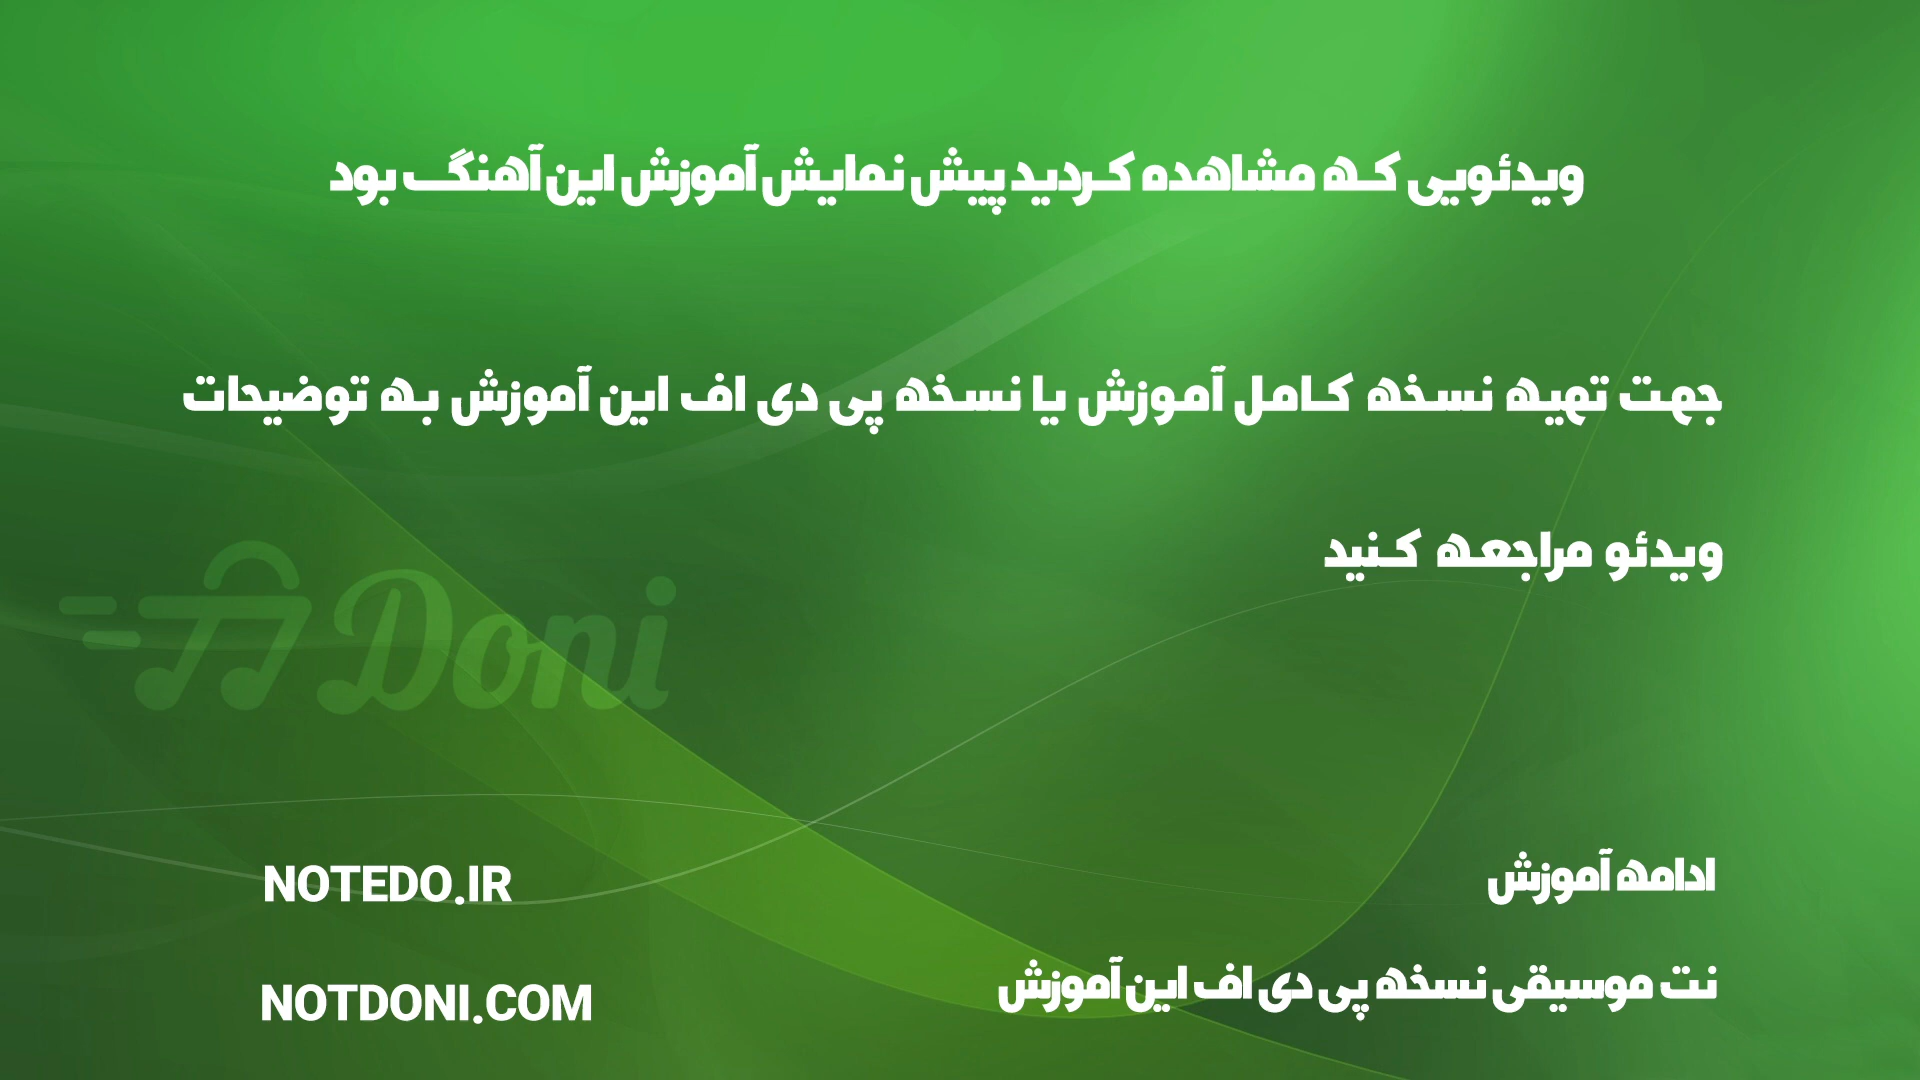 ویدئویی که مشاهده کردید پیش نمایش آموزش این آهنگ بود
جهت تهیه نسخه کامل آموزش یا نسخه پی دی اف این آموزش به توضیحات
ویدئو مراجعه کنید
Doni
ادامه آموزش
NOTEDO.IR
نت موسیقی نسخه پی دی اف این آموزش
NOTDONI.COM